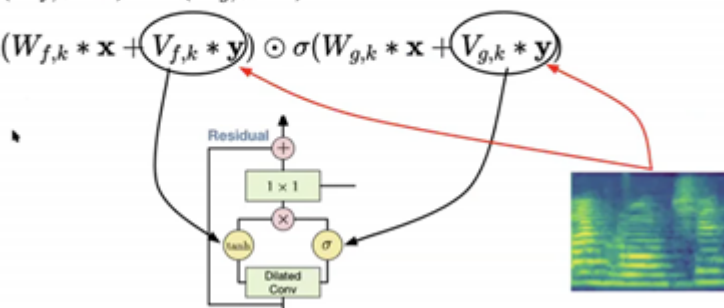 (W_{f,k} * x + V_{f,k} * y) ⊙ σ(W_{g,k} * x + V_{g,k} * y)
Residual
+
1 × 1
×
tanh
σ
Dilated
Conv